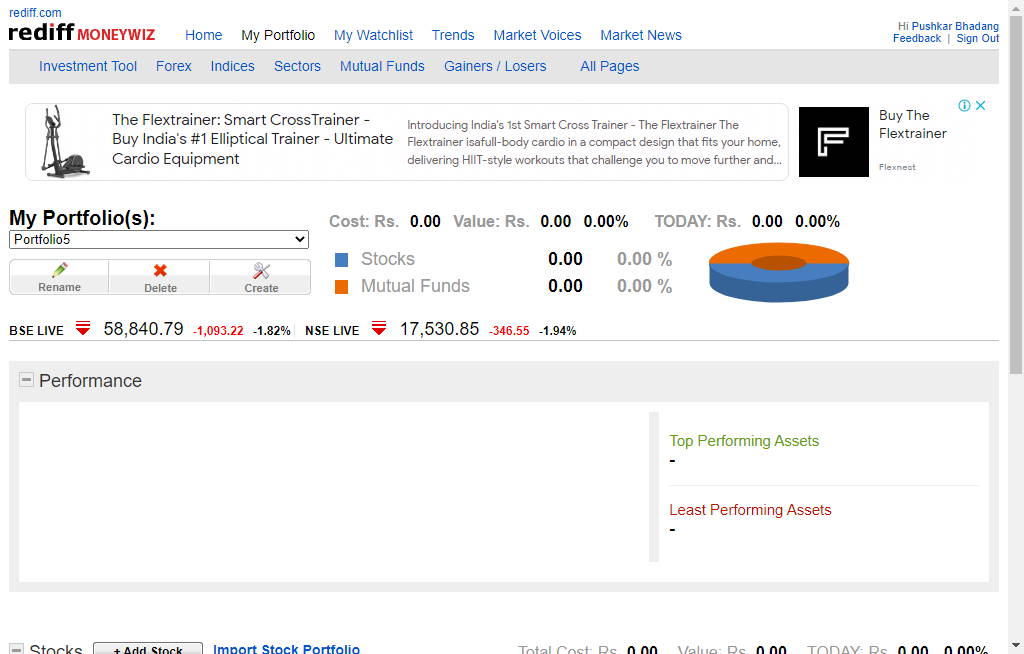 rediff.com
rediff MONEYWIZ
Home My Portfolio My Watchlist Trends Market Voices Market News
Hi Pushkar Bhadang
Feedback | Sign Out
Investment Tool Forex Indices Sectors Mutual Funds Gainers / Losers All Pages
The Flextrainer: Smart CrossTrainer -
Buy India's #1 Elliptical Trainer - Ultimate
Cardio Equipment
Introducing India's 1st Smart Cross Trainer - The Flextrainer The
Flextrainer isafull-body cardio in a compact design that fits your home,
delivering HIIT-style workouts that challenge you to move further and...
Buy The
Flextrainer
Flexnect
My Portfolio(s):
Portfolio5
Rename Delete Create
Cost: Rs. 0.00 Value: Rs. 0.00 0.00% TODAY: Rs. 0.00 0.00%
Stocks 0.00 0.00 %
Mutual Funds 0.00 0.00 %
BSE LIVE 58,840.79 -1,093.22 -1.82% NSE LIVE 17,530.85 -346.55 -1.94%
Performance
Top Performing Assets
-
Least Performing Assets
-
Stocks + Add Stock Import Stock Portfolio Total Cost: Rs. 0.00 Value: Rs. 0.00 TODAY: Rs. 0.00 0.00%